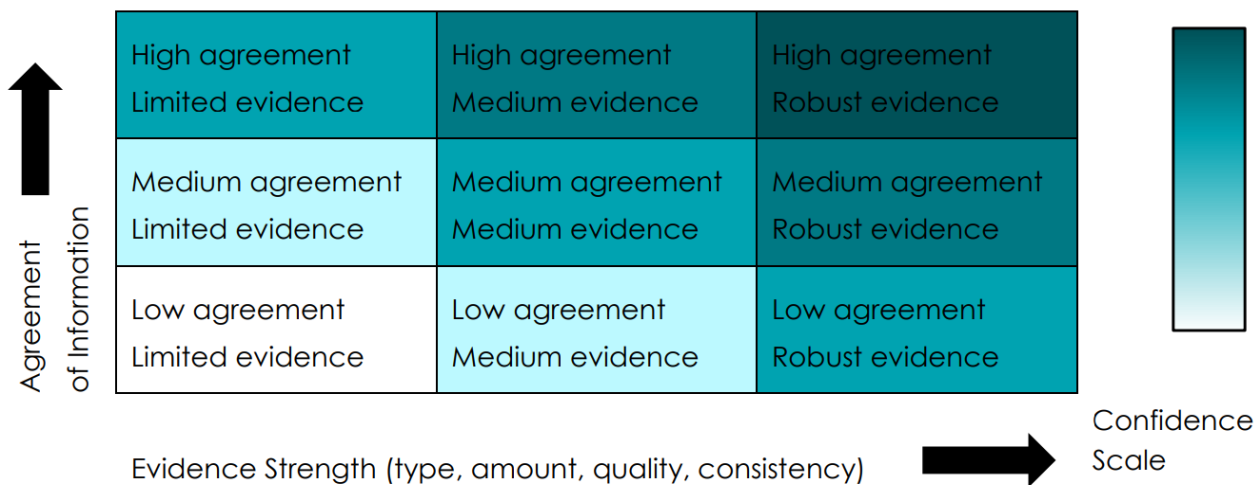 High agreement
Limited evidence
High agreement
Medium evidence
High agreement
Robust evidence
Medium agreement
Limited evidence
Medium agreement
Medium evidence
Medium agreement
Robust evidence
Low agreement
Limited evidence
Low agreement
Medium evidence
Low agreement
Robust evidence
Agreement
of Information
Evidence Strength (type, amount, quality, consistency)
Confidence
Scale